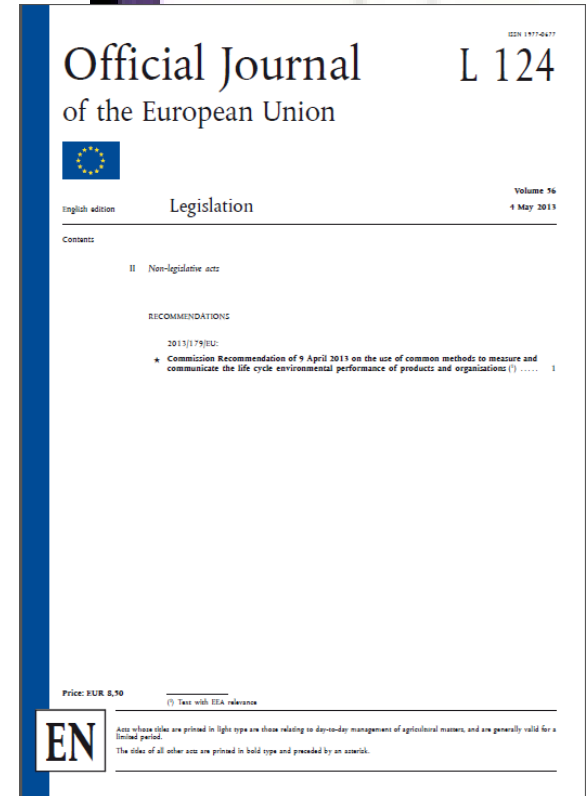 ISSN 1977-0677
Official Journal
L 124
of the European Union
Volume 56
English edition
Legislation
4 May 2013
Contents
II Non-legislative acts
RECOMMENDATIONS
2013/179/EU:
★ Commission Recommendation of 9 April 2013 on the use of common methods to measure and
communicate the life cycle environmental performance of products and organisations (¹) ..... 1
Price: EUR 8,50
(¹) Text with EEA relevance
EN
Acts whose titles are printed in light type are those relating to day-to-day management of agricultural matters, and are generally valid for a
limited period.
The titles of all other acts are printed in bold type and preceded by an asterisk.